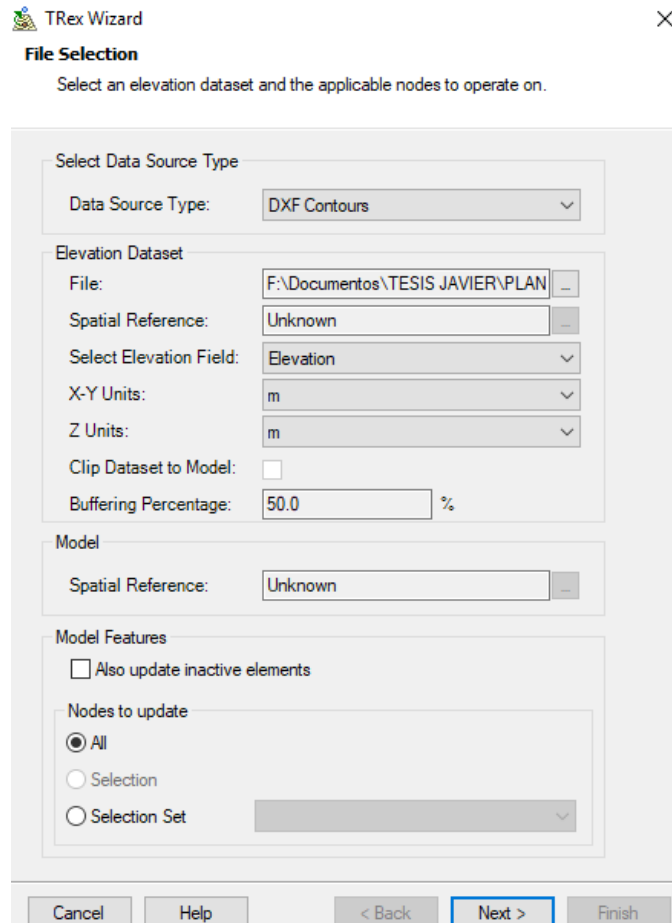 TRex Wizard
File Selection
Select an elevation dataset and the applicable nodes to operate on.
Select Data Source Type
Data Source Type: DXF Contours
Elevation Dataset
File: F:\Documentos\TESIS JAVIER\PLAN ...
Spatial Reference: Unknown ...
Select Elevation Field: Elevation
X-Y Units: m
Z Units: m
Clip Dataset to Model:
Buffering Percentage: 50.0 %
Model
Spatial Reference: Unknown ...
Model Features
Also update inactive elements
Nodes to update
All
Selection
Selection Set
Cancel Help < Back Next > Finish